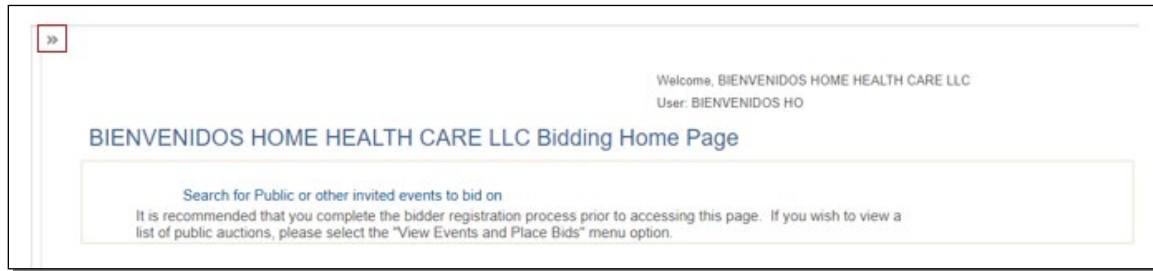 »
Welcome, BIENVENIDOS HOME HEALTH CARE LLC
User: BIENVENIDOS HO
BIENVENIDOS HOME HEALTH CARE LLC Bidding Home Page
Search for Public or other invited events to bid on
It is recommended that you complete the bidder registration process prior to accessing this page.  If you wish to view a
list of public auctions, please select the "View Events and Place Bids" menu option.